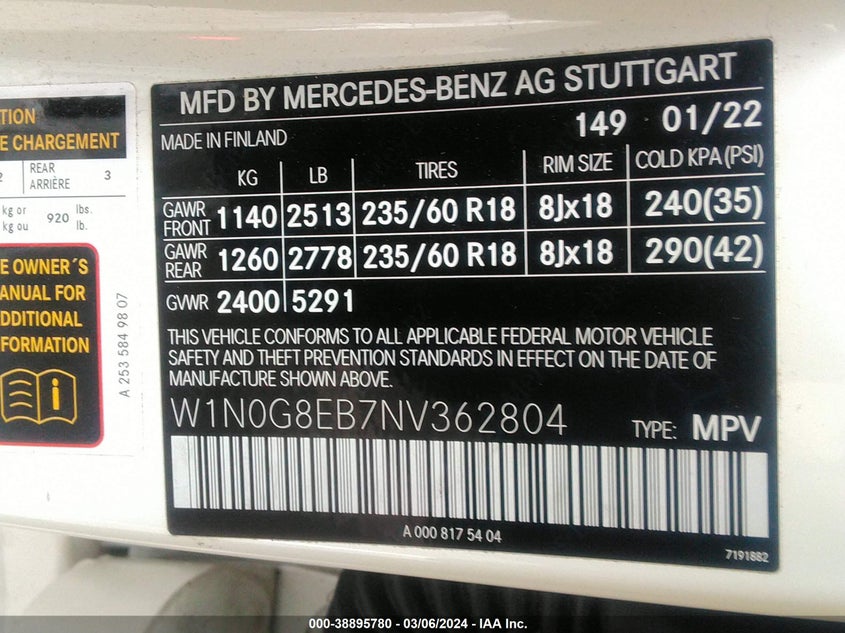 TION
E CHARGEMENT
2 REAR ARRIÈRE 3
kg or
kg ou 920 lbs.
lb.
E OWNER´S
ANUAL FOR
DDITIONAL
FORMATION
A 253 584 98 07
MFD BY MERCEDES-BENZ AG STUTTGART
149 01/22
MADE IN FINLAND
KG LB TIRES RIM SIZE COLD KPA (PSI)
GAWR FRONT 1140 2513 235/60 R18 8Jx18 240(35)
GAWR REAR 1260 2778 235/60 R18 8Jx18 290(42)
GVWR 2400 5291
THIS VEHICLE CONFORMS TO ALL APPLICABLE FEDERAL MOTOR VEHICLE
SAFETY AND THEFT PREVENTION STANDARDS IN EFFECT ON THE DATE OF
MANUFACTURE SHOWN ABOVE.
W1N0G8EB7NV362804 TYPE: MPV
A 000 817 54 04
7191882
000-38895780 - 03/06/2024 - IAA Inc.